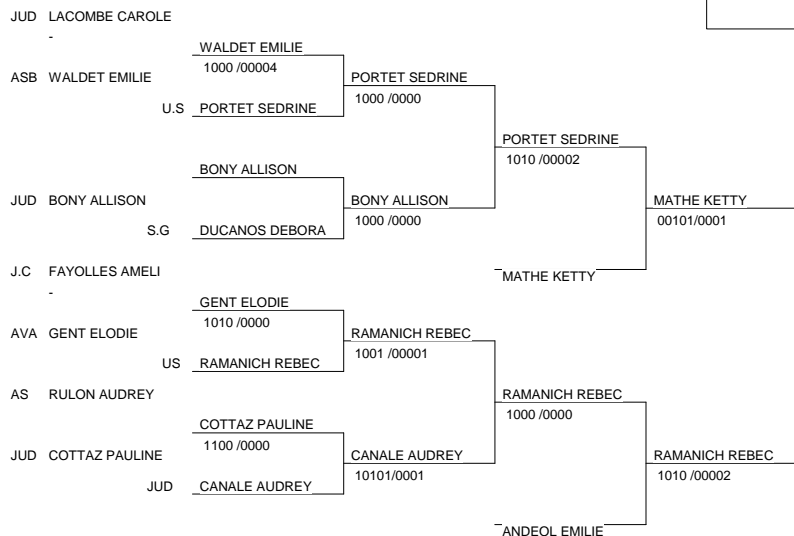 JUD LACOMBE CAROLE
-
WALDET EMILIE
1000 /00004
ASB WALDET EMILIE
PORTET SEDRINE
1000 /0000
U.S PORTET SEDRINE
PORTET SEDRINE
1010 /00002
BONY ALLISON
JUD BONY ALLISON
BONY ALLISON
MATHE KETTY
1000 /0000
00101/0001
S.G DUCANOS DEBORA
J.C FAYOLLES AMELI
MATHE KETTY
-
GENT ELODIE
1010 /0000
AVA GENT ELODIE
RAMANICH REBEC
1001 /00001
US RAMANICH REBEC
AS RULON AUDREY
RAMANICH REBEC
1000 /0000
COTTAZ PAULINE
1100 /0000
JUD COTTAZ PAULINE
CANALE AUDREY
RAMANICH REBEC
10101/0001
1010 /00002
JUD CANALE AUDREY
ANDEOL EMILIE